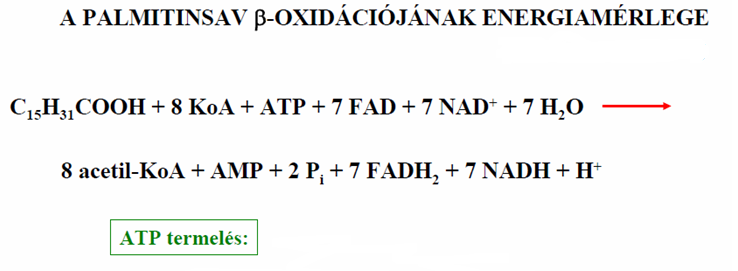 A PALMITINSAV β-OXIDÁCIÓJÁNAK ENERGIAMÉRLEGE
C₁₅H₃₁COOH + 8 KoA + ATP + 7 FAD + 7 NAD⁺ + 7 H₂O →
8 acetil-KoA + AMP + 2 Pᵢ + 7 FADH₂ + 7 NADH + H⁺
ATP termelés: